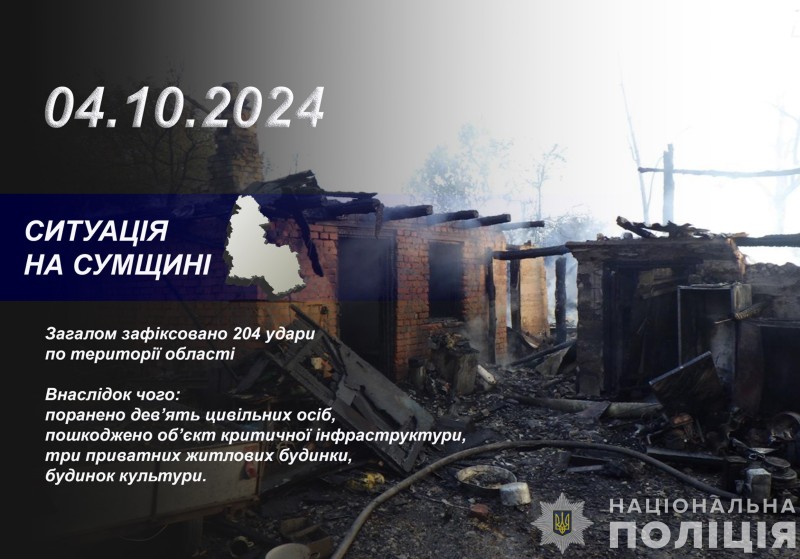 04.10.2024
СИТУАЦІЯ
НА СУМЩИНІ
Загалом зафіксовано 204 удари
по території області
Внаслідок чого:
поранено дев’ять цивільних осіб,
пошкоджено об’єкт критичної інфраструктури,
три приватних житлових будинки,
будинок культури.
НАЦІОНАЛЬНА
ПОЛІЦІЯ